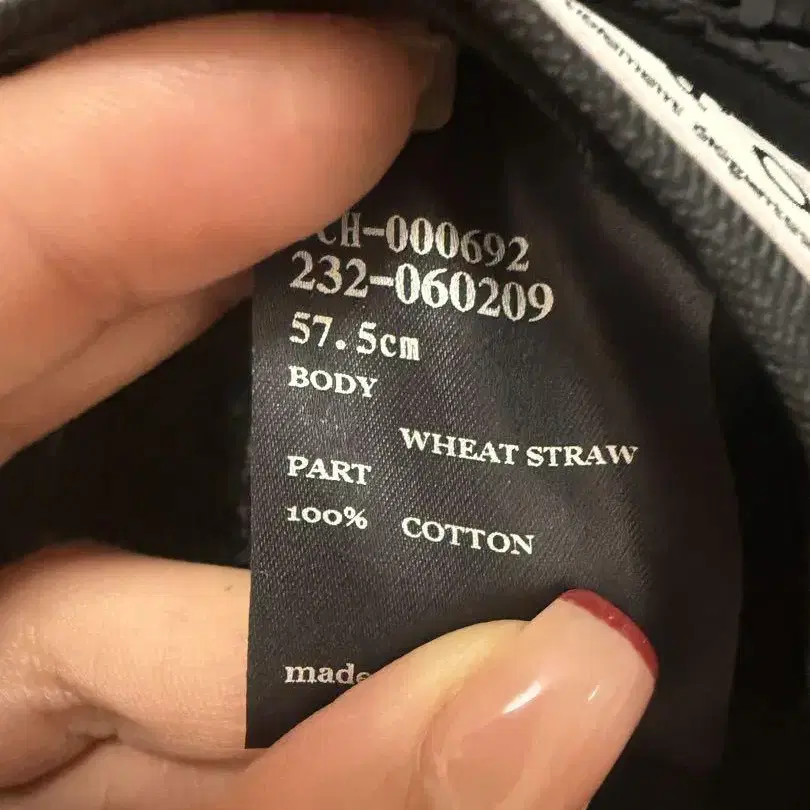 CH-000692
232-060209
57.5cm
BODY
WHEAT STRAW
PART
100% COTTON
made